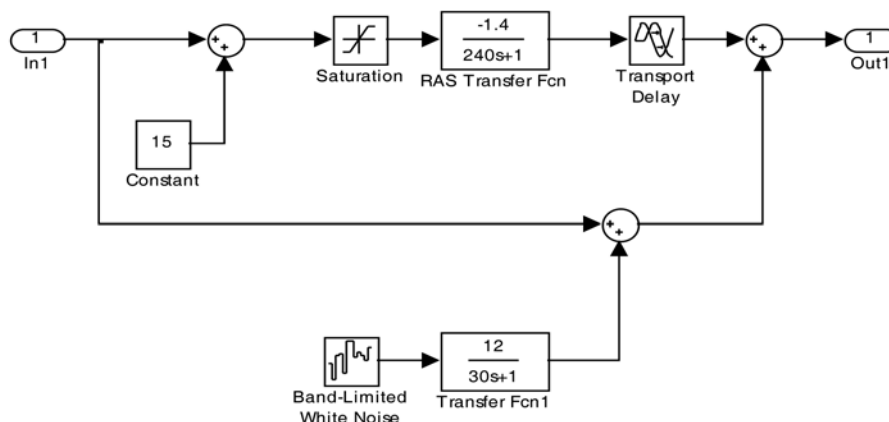 1
In1
+
+
Saturation
-1.4
240s+1
RAS Transfer Fcn
Transport
Delay
+
+
1
Out1
15
Constant
+
+
Band-Limited
White Noise
12
30s+1
Transfer Fcn1